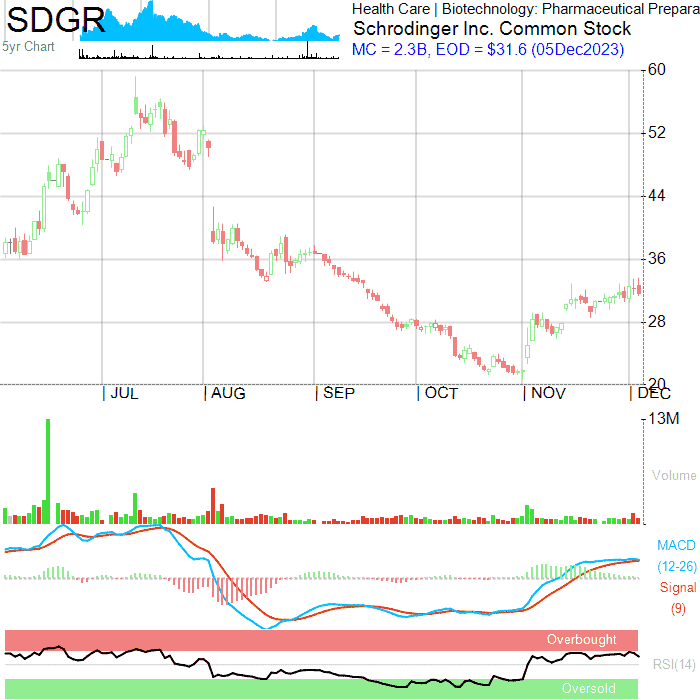 SDGR
5yr Chart
Health Care | Biotechnology: Pharmaceutical Prepara
Schrodinger Inc. Common Stock
MC = 2.3B, EOD = $31.6 (05Dec2023)
60
52
44
36
28
20
| JUL | AUG | SEP | OCT | NOV | DEC
13M
Volume
MACD
(12-26)
Signal
(9)
Overbought
RSI(14)
Oversold